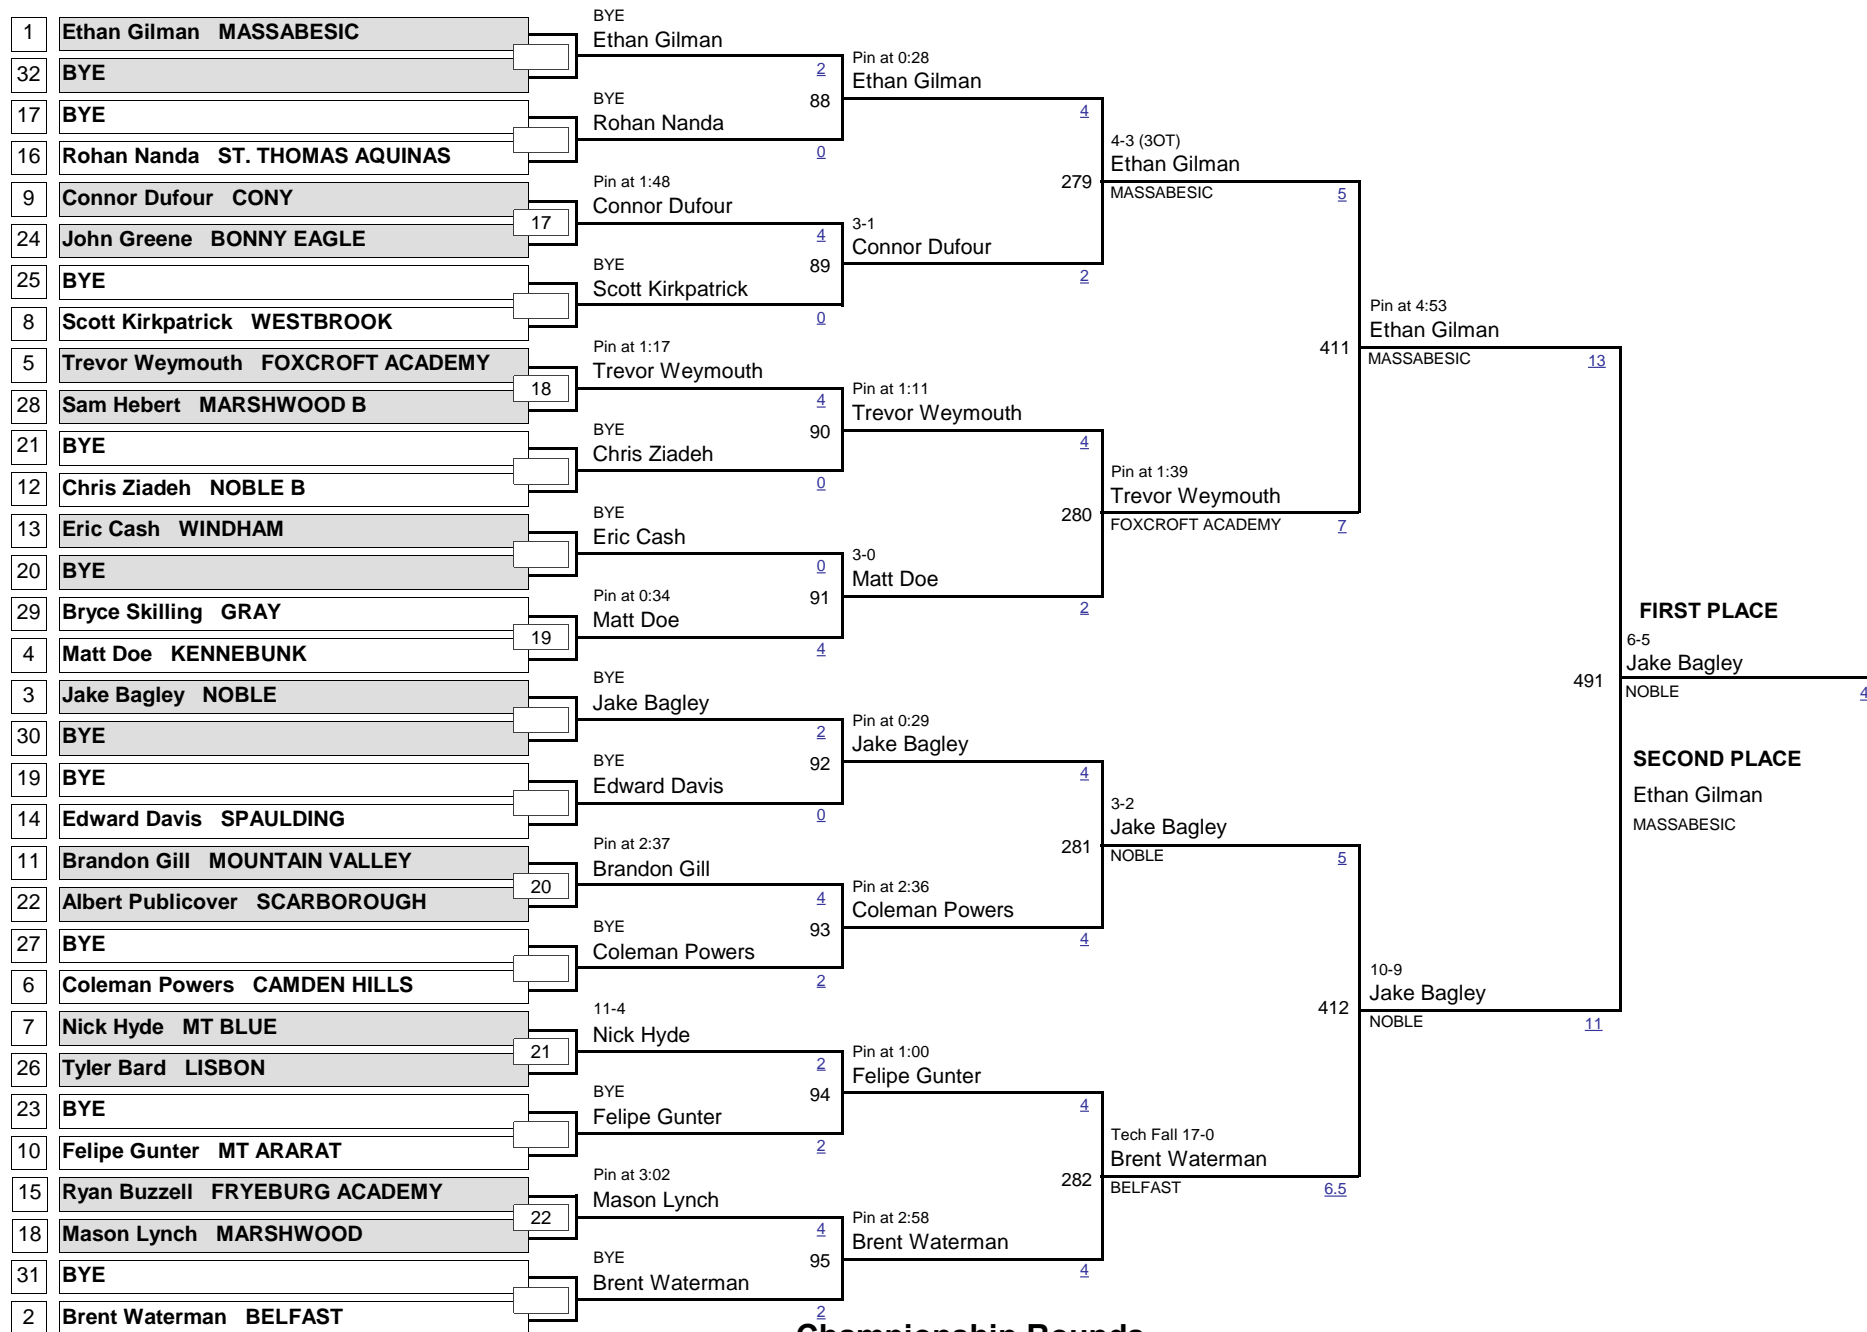 1 Ethan Gilman MASSABESIC
32 BYE
17 BYE
16 Rohan Nanda ST. THOMAS AQUINAS
9 Connor Dufour CONY
24 John Greene BONNY EAGLE
25 BYE
8 Scott Kirkpatrick WESTBROOK
5 Trevor Weymouth FOXCROFT ACADEMY
28 Sam Hebert MARSHWOOD B
21 BYE
12 Chris Ziadeh NOBLE B
13 Eric Cash WINDHAM
20 BYE
29 Bryce Skilling GRAY
4 Matt Doe KENNEBUNK
3 Jake Bagley NOBLE
30 BYE
19 BYE
14 Edward Davis SPAULDING
11 Brandon Gill MOUNTAIN VALLEY
22 Albert Publicover SCARBOROUGH
27 BYE
6 Coleman Powers CAMDEN HILLS
7 Nick Hyde MT BLUE
26 Tyler Bard LISBON
23 BYE
10 Felipe Gunter MT ARARAT
15 Ryan Buzzell FRYEBURG ACADEMY
18 Mason Lynch MARSHWOOD
31 BYE
2 Brent Waterman BELFAST
17
18
19
20
21
22
BYE
Ethan Gilman
2
88
BYE
Rohan Nanda
0
Pin at 1:48
Connor Dufour
4
89
BYE
Scott Kirkpatrick
0
Pin at 1:17
Trevor Weymouth
4
90
BYE
Chris Ziadeh
0
BYE
Eric Cash
0
91
Pin at 0:34
Matt Doe
4
BYE
Jake Bagley
2
92
BYE
Edward Davis
0
Pin at 2:37
Brandon Gill
4
93
BYE
Coleman Powers
2
11-4
Nick Hyde
2
94
BYE
Felipe Gunter
2
Pin at 3:02
Mason Lynch
4
95
BYE
Brent Waterman
2
Pin at 0:28
Ethan Gilman
4
279
3-1
Connor Dufour
2
Pin at 1:11
Trevor Weymouth
4
280
3-0
Matt Doe
2
Pin at 0:29
Jake Bagley
4
281
Pin at 2:36
Coleman Powers
4
Pin at 1:00
Felipe Gunter
4
282
Pin at 2:58
Brent Waterman
4
4-3 (3OT)
Ethan Gilman
MASSABESIC 5
411
Pin at 1:39
Trevor Weymouth
FOXCROFT ACADEMY 7
3-2
Jake Bagley
NOBLE 5
412
Tech Fall 17-0
Brent Waterman
BELFAST 6.5
Pin at 4:53
Ethan Gilman
MASSABESIC 13
491
10-9
Jake Bagley
NOBLE 11
FIRST PLACE
6-5
Jake Bagley
NOBLE 4
SECOND PLACE
Ethan Gilman
MASSABESIC
Championship Rounds